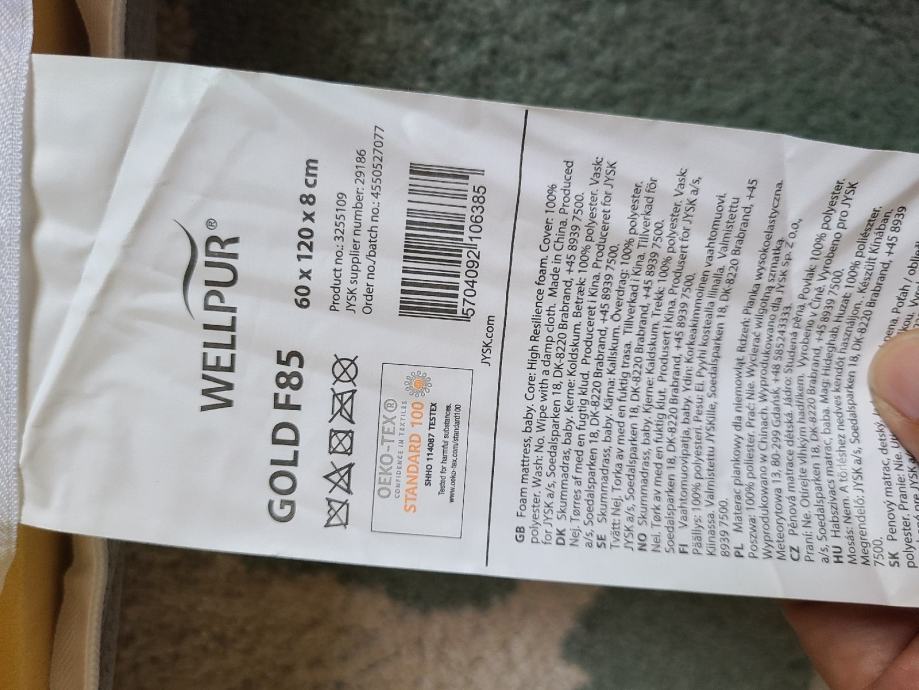 WELLPUR®
GOLD F85 60 x 120 x 8 cm
Product no.: 3255109
JYSK supplier number: 29186
Order no./batch no.: 4550527077
OEKO-TEX®
CONFIDENCE IN TEXTILES
STANDARD 100
SHHO 114087 TESTEX
Tested for harmful substances.
www.oeko-tex.com/standard100
5704092106385
JYSK.com
GB Foam mattress, baby. Core: High Resilience foam. Cover: 100%
polyester. Wash: No. Wipe with a damp cloth. Made in China. Produced
for JYSK a/s, Soedalsparken 18, DK-8220 Brabrand, +45 8939 7500.
DK Skummadras, baby. Kerne: Koldskum. Betræk: 100% polyester. Vask:
Nej. Tørres af med en fugtig klud. Produceret i Kina. Produceret for JYSK
a/s, Soedalsparken 18, DK-8220 Brabrand, +45 8939 7500.
SE Skummadrass, baby. Kärna: Kallskum. Överdrag: 100% polyester.
Tvätt: Nej. Torka av med en fuktig trasa. Tillverkad i Kina. Tillverkad för
JYSK a/s, Soedalsparken 18, DK-8220 Brabrand, +45 8939 7500.
NO Skummadrass, baby. Kjerne: Kaldskum. Trekk: 100% polyester. Vask:
Nei. Tørk av med en fuktig klut. Produsert i Kina. Produsert for JYSK a/s,
Soedalsparken 18, DK-8220 Brabrand, +45 8939 7500.
FI Vaahtomuovipatja, baby. Ydin: Korkeakimmoinen vaahtomuovi.
Päällys: 100% polyesteri. Pesu: Ei. Pyyhi kostealla liinalla. Valmistettu
Kiinassa. Valmistettu JYSKille, Soedalsparken 18, DK-8220 Brabrand, +45
8939 7500.
PL Materac piankowy dla niemowląt. Rdzeń: Pianka wysokoelastyczna.
Poszwa: 100% poliester. Prać: Nie. Wycierać wilgotną szmatką.
Wyprodukowano w Chinach. Wyprodukowano dla JYSK Sp. z o.o.,
Meteorytowa 13, 80-299 Gdańsk, +48 585243333.
CZ Pěnová matrace dětská. Jádro: Studená pěna. Povlak: 100% polyester.
Praní: Ne. Otírejte vlhkým hadříkem. Vyrobeno v Číně. Vyrobeno pro JYSK
a/s, Soedalsparken 18, DK-8220 Brabrand, +45 8939 7500.
HU Habszivacs matrac, baba. Mag: Hideghab. Huzat: 100% poliészter.
Mosás: Nem. A törléshez nedves kendőt használjon. Készült Kínában.
Megrendelő: JYSK a/s, Soedalsparken 18, DK-8220 Brabrand, +45 8939
7500.
SK Penový matrac, detský. pena. Poťah
polyester. Pranie: Nie.